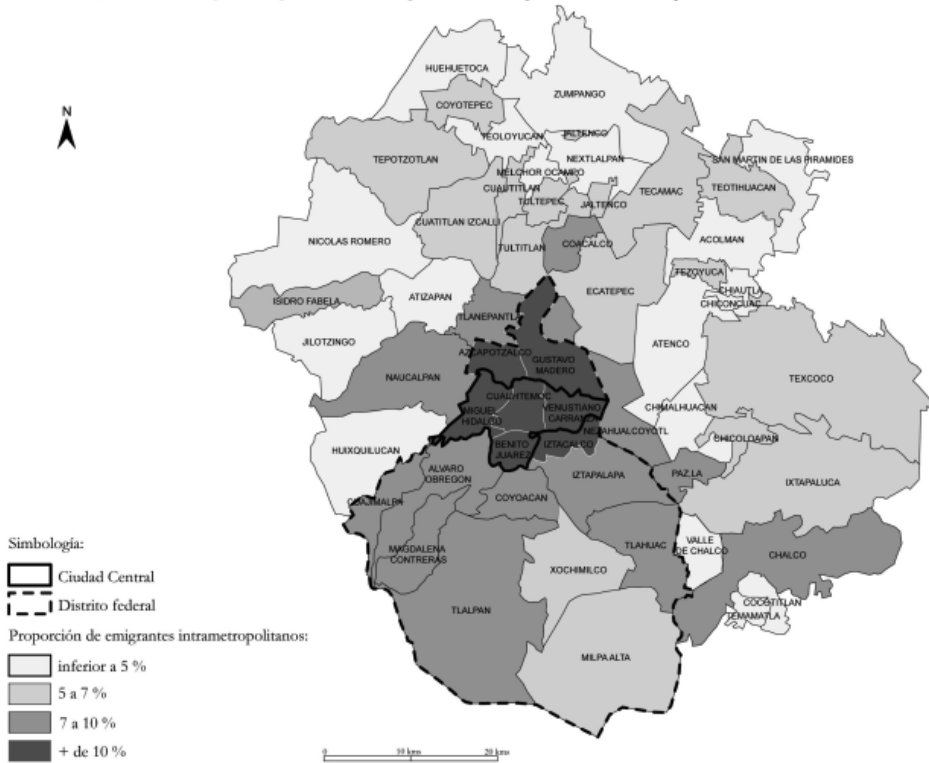 N
HUEHUETOCA
ZUMPANGO
COYOTEPEC
TEOLOYUCAN
JALTENCO
TEPOTZOTLAN
NEXTLALPAN
SAN MARTIN DE LAS PIRAMIDES
MELCHOR OCAMPO
CUAUTITLAN
TEOTIHUACAN
TECAMAC
TULTEPEC
JALTENCO
CUATITLAN IZCALLI
NICOLAS ROMERO
TULTITLAN
COACALCO
ACOLMAN
TEZOYUCA
ISIDRO FABELA
ATIZAPAN
ECATEPEC
CHIAUTLA
CHICONCUAC
TLANEPANTLA
JILOTZINGO
ATENCO
AZCAPOTZALCO
GUSTAVO
MADERO
NAUCALPAN
TEXCOCO
CUAUHTEMOC
MIGUEL
HIDALGO
VENUSTIANO
CARRANZA
CHIMALHUACAN
NEZAHUALCOYOTL
HUIXQUILUCAN
BENITO
JUAREZ
IZTACALCO
CHICOLOAPAN
ALVARO
OBREGON
IZTAPALAPA
PAZ,LA
IXTAPALUCA
CUAJIMALPA
COYOACAN
MAGDALENA
CONTRERAS
TLAHUAC
VALLE
DE CHALCO
CHALCO
XOCHIMILCO
COCOTITLAN
TEMAMATLA
TLALPAN
MILPA ALTA
Simbología:
Ciudad Central
Distrito federal
Proporción de emigrantes intrametropolitanos:
inferior a 5 %
5 a 7 %
7 a 10 %
+ de 10 %
0 10 kms 20 kms